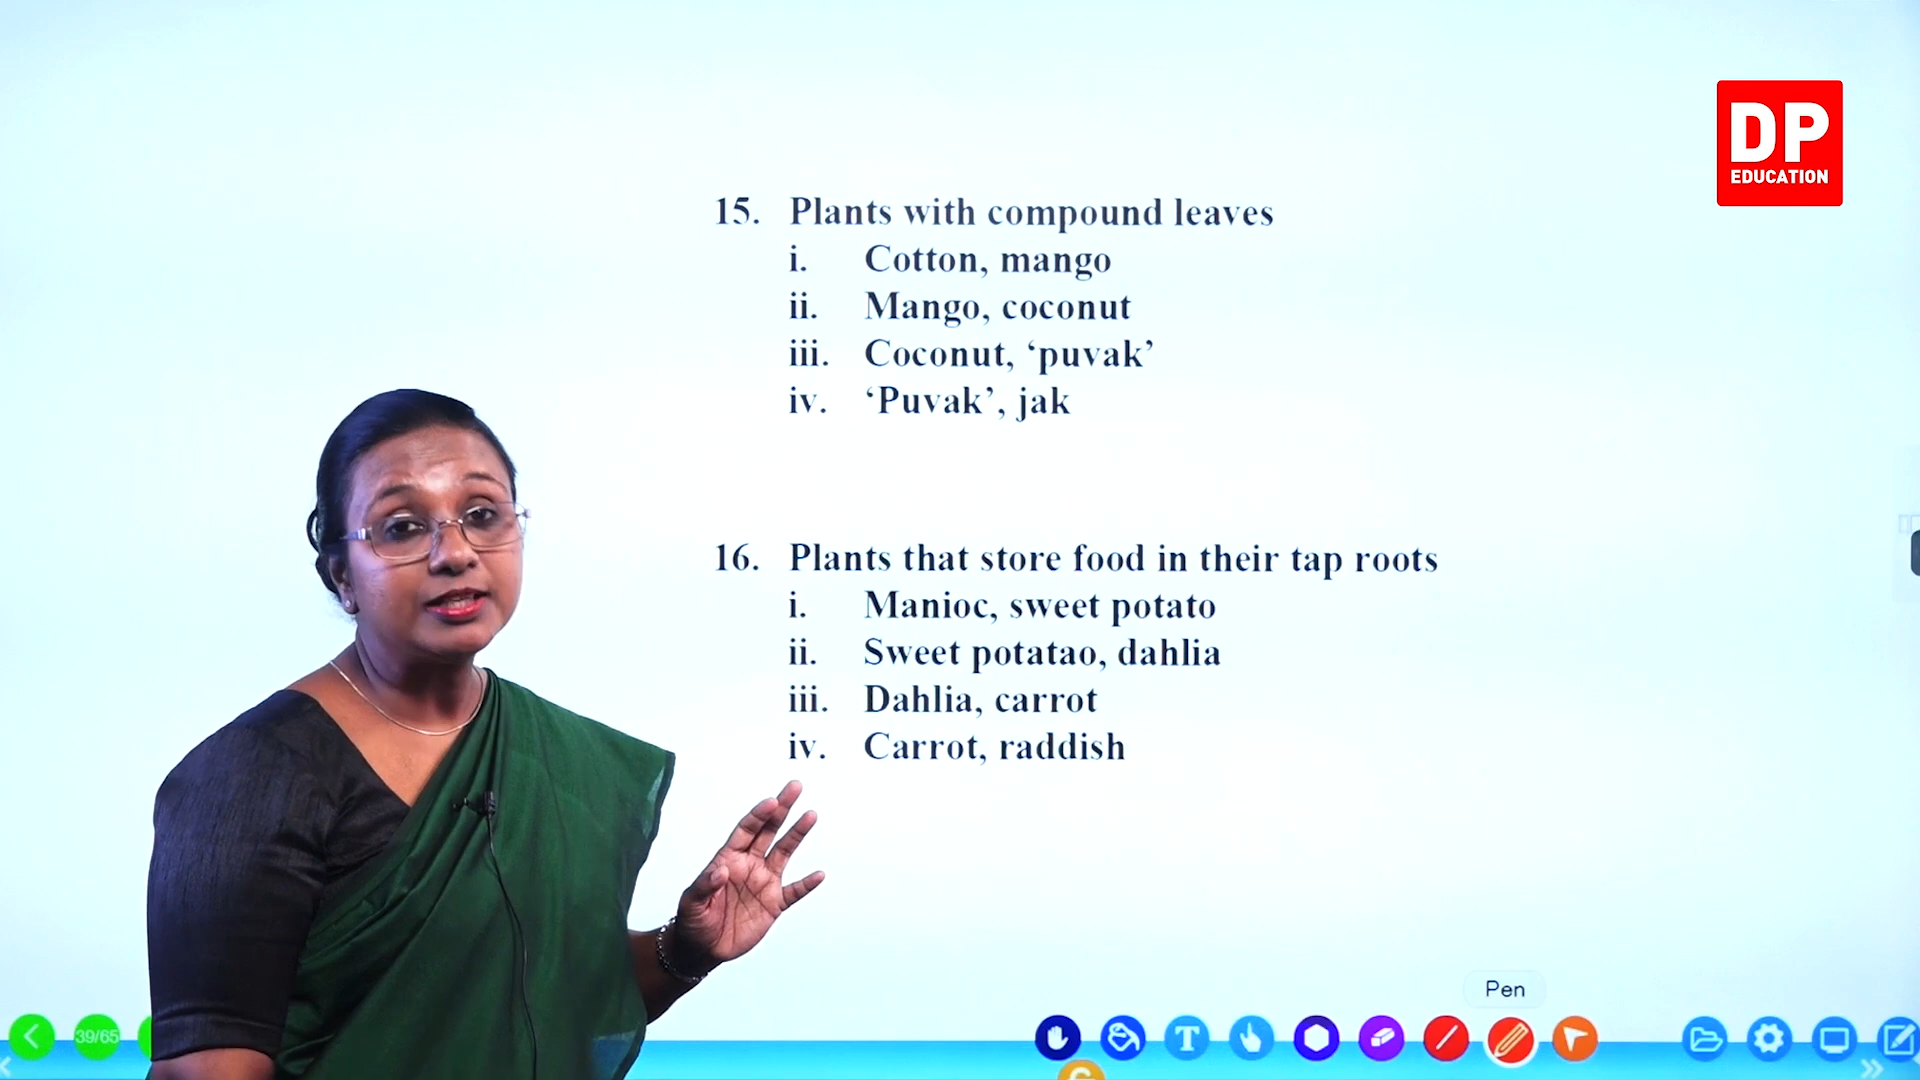 DP
EDUCATION
15. Plants with compound leaves
i. Cotton, mango
ii. Mango, coconut
iii. Coconut, ‘puvak’
iv. ‘Puvak’, jak
16. Plants that store food in their tap roots
i. Manioc, sweet potato
ii. Sweet potatao, dahlia
iii. Dahlia, carrot
iv. Carrot, raddish
Pen
39/65
T